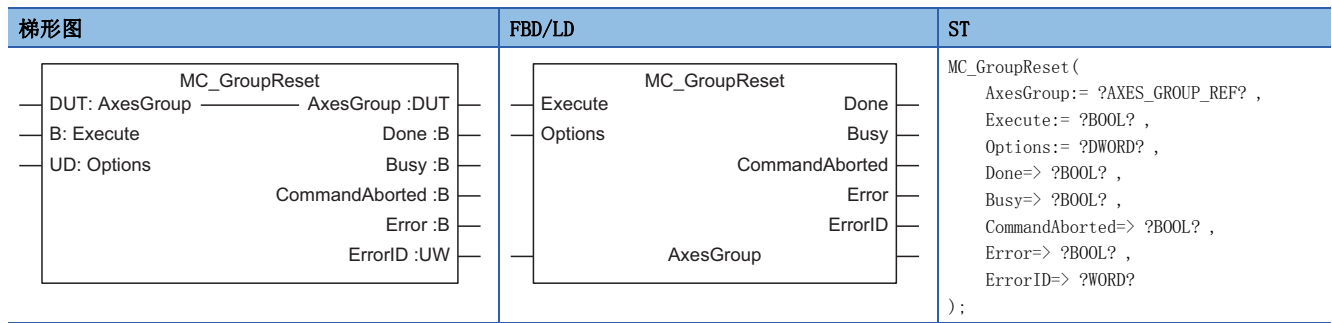 梯形图
FBD/LD
ST
MC_GroupReset
DUT: AxesGroup
AxesGroup :DUT
B: Execute
Done :B
UD: Options
Busy :B
CommandAborted :B
Error :B
ErrorID :UW
MC_GroupReset
Execute
Done
Options
Busy
CommandAborted
Error
ErrorID
AxesGroup
MC_GroupReset(
AxesGroup:= ?AXES_GROUP_REF? ,
Execute:= ?BOOL? ,
Options:= ?DWORD? ,
Done=> ?BOOL? ,
Busy=> ?BOOL? ,
CommandAborted=> ?BOOL? ,
Error=> ?BOOL? ,
ErrorID=> ?WORD?
);